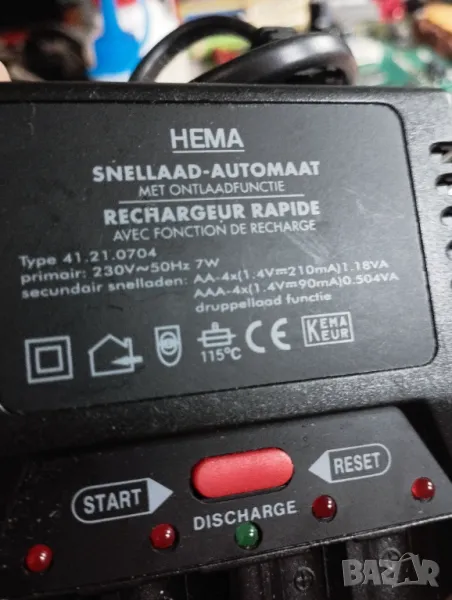 HEMA
SNELLAAD-AUTOMAAT
MET ONTLAADFUNCTIE
RECHARGEUR RAPIDE
AVEC FONCTION DE RECHARGE
Type 41.21.0704
primair: 230V~50Hz 7W
secundair snelladen: AA-4x(1.4V⎓210mA)1.18VA
AAA-4x(1.4V⎓90mA)0.504VA
druppellaad functie
115°C
CE
KEMA
KEUR
START
RESET
DISCHARGE
BAZAR